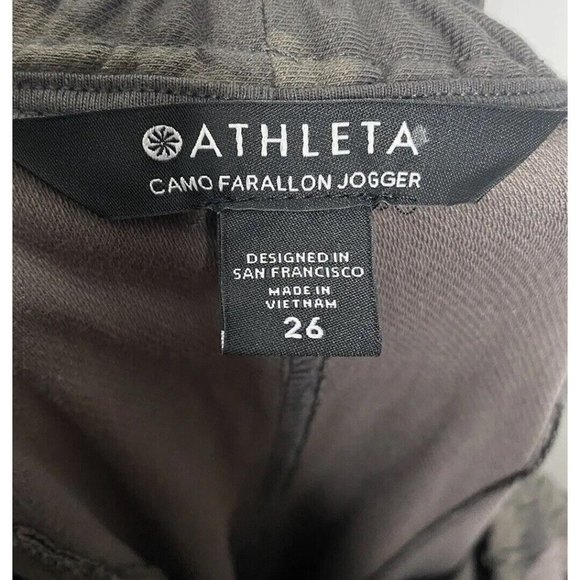 ATHLETA
CAMO FARALLON JOGGER
DESIGNED IN
SAN FRANCISCO
MADE IN
VIETNAM
26